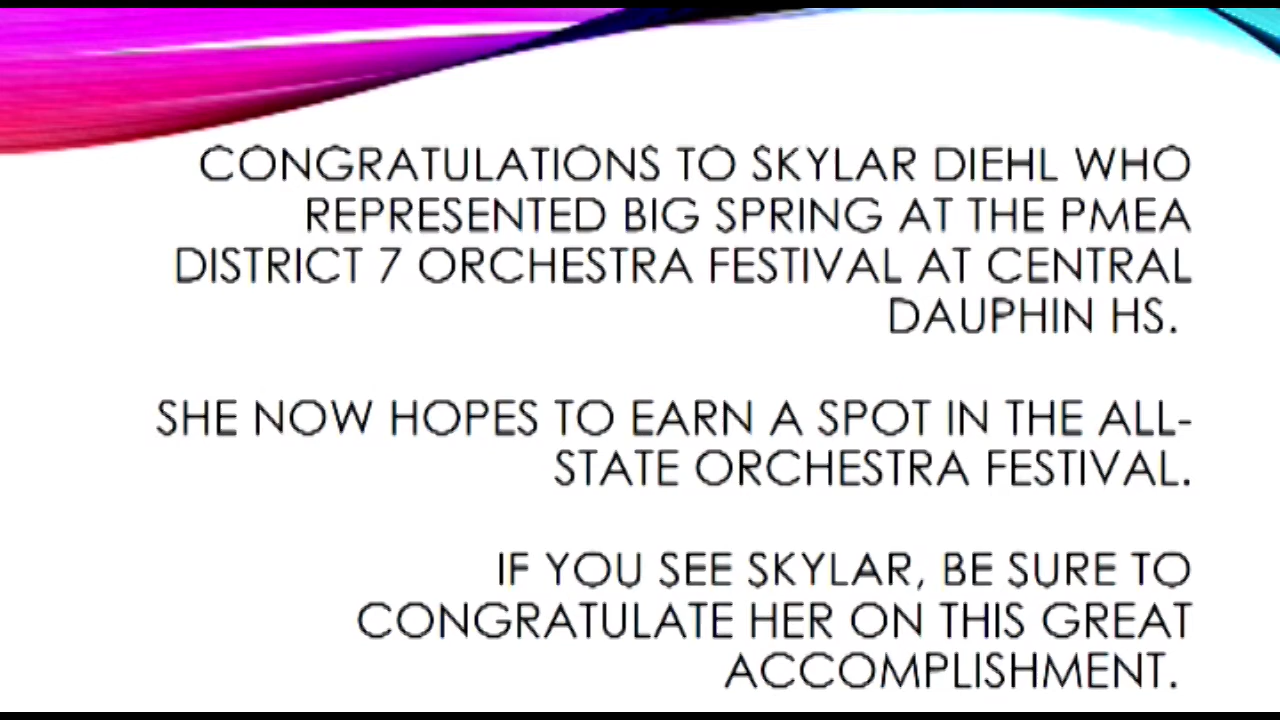 CONGRATULATIONS TO SKYLAR DIEHL WHO
REPRESENTED BIG SPRING AT THE PMEA
DISTRICT 7 ORCHESTRA FESTIVAL AT CENTRAL
DAUPHIN HS.
SHE NOW HOPES TO EARN A SPOT IN THE ALL-
STATE ORCHESTRA FESTIVAL.
IF YOU SEE SKYLAR, BE SURE TO
CONGRATULATE HER ON THIS GREAT
ACCOMPLISHMENT.